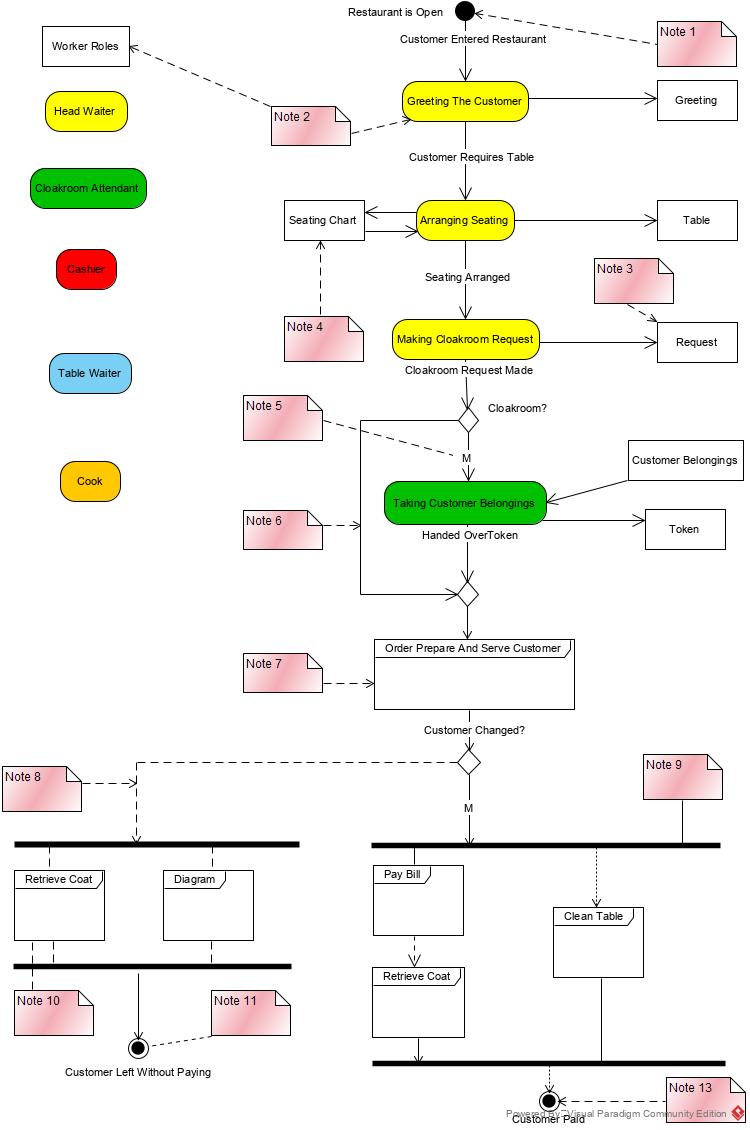 Restaurant is Open
Customer Entered Restaurant
Note 1
Worker Roles
Head Waiter
Greeting The Customer
Greeting
Note 2
Customer Requires Table
Cloakroom Attendant
Seating Chart
Arranging Seating
Table
Cashier
Seating Arranged
Note 3
Note 4
Making Cloakroom Request
Request
Table Waiter
Cloakroom Request Made
Note 5
Cloakroom?
M
Customer Belongings
Cook
Taking Customer Belongings
Note 6
Token
Handed OverToken
Order Prepare And Serve Customer
Note 7
Customer Changed?
Note 8
Note 9
M
Retrieve Coat
Diagram
Pay Bill
Clean Table
Retrieve Coat
Note 10
Note 11
Customer Left Without Paying
Note 13
Powered By Visual Paradigm Community Edition
Customer Paid